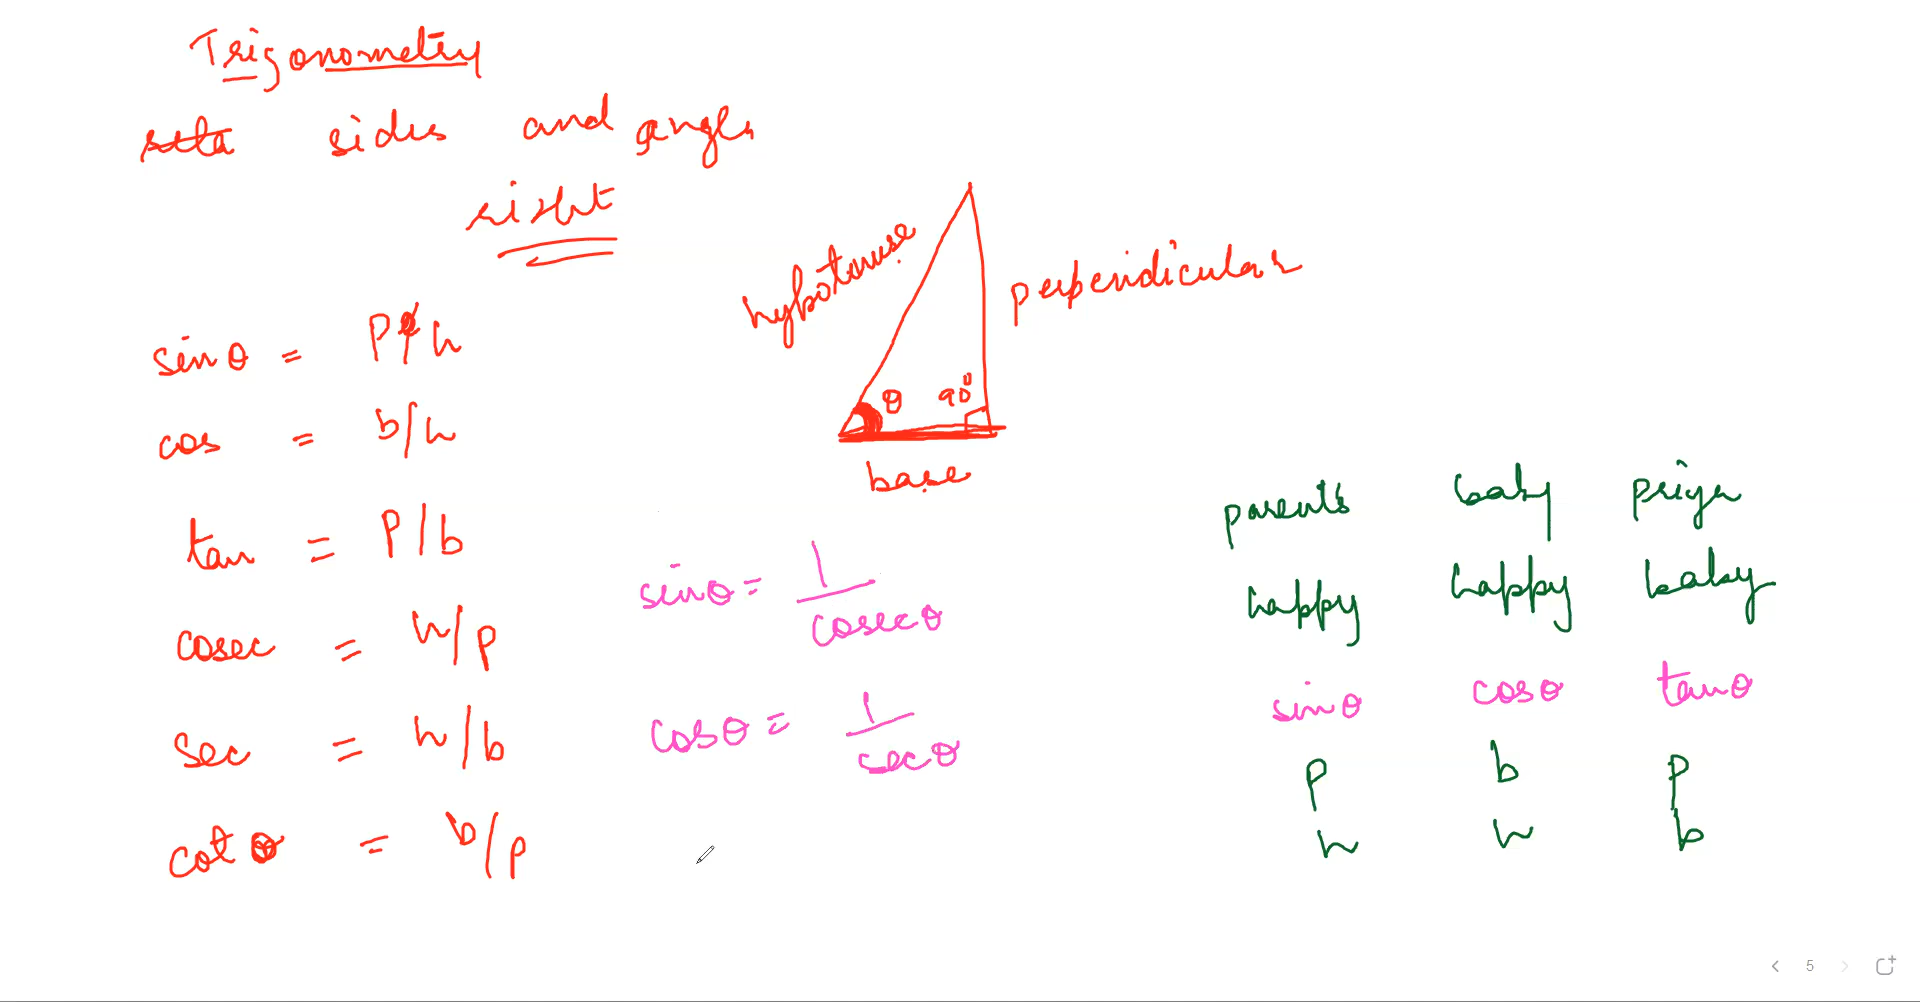 Trigonometry
sides and angles
right
hypotenuse
perpendicular
θ 90°
base
sinθ = P/h
cos = b/h
tan = P/b
cosec = h/p
sec = h/b
cot θ = b/p
sinθ = 1/cosecθ
cosθ = 1/secθ
parents baby priya
happy happy baby
sinθ cosθ tanθ
p b p
h h b
5